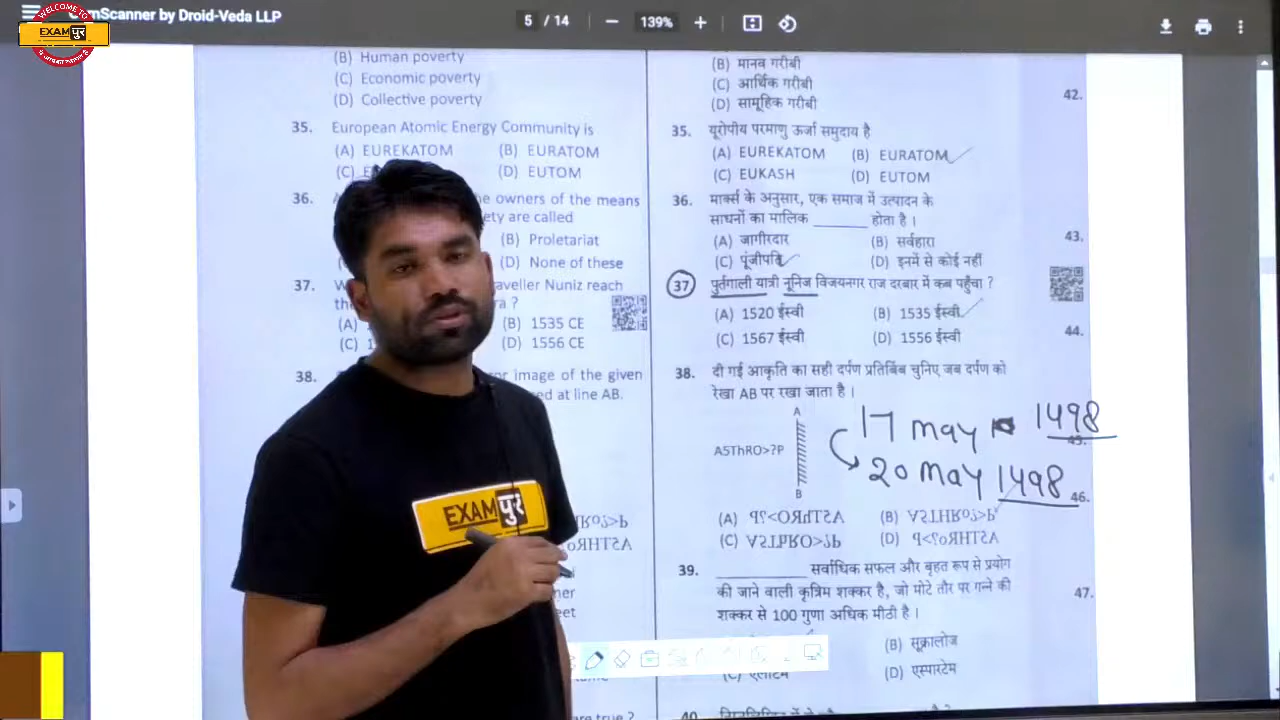 CamScanner by Droid-Veda LLP
5 / 14
139%
WELCOME TO
EXAMपुर
(B) Human poverty
(C) Economic poverty
(D) Collective poverty
35. European Atomic Energy Community is
(A) EUREKATOM (B) EURATOM
(D) EUTOM
36. owners of the means
are called
(B) Proletariat
(D) None of these
37. Nuniz reach
(A) (B) 1535 CE
(C) (D) 1556 CE
38. image of the given
at line AB.
(B) मानव गरीबी
(C) आर्थिक गरीबी
(D) सामूहिक गरीबी
35. यूरोपीय परमाणु ऊर्जा समुदाय है
(A) EUREKATOM (B) EURATOM
(C) EUKASH (D) EUTOM
36. मार्क्स के अनुसार, एक समाज में उत्पादन के
साधनों का मालिक ______ होता है ।
(A) जागीरदार (B) सर्वहारा
(C) पूंजीपति (D) इनमें से कोई नहीं
37 पुर्तगाली यात्री नूनिज विजयनगर राज दरबार में कब पहुँचा ?
(A) 1520 ईस्वी (B) 1535 ईस्वी
(C) 1567 ईस्वी (D) 1556 ईस्वी
38. दी गई आकृति का सही दर्पण प्रतिबिंब चुनिए जब दर्पण को
रेखा AB पर रखा जाता है ।
A
A5ThRO>?P
B
17 may 1498
20 may 1498
(A) (B)
(C) (D)
39. ________ सर्वाधिक सफल और बृहत रूप से प्रयोग
की जाने वाली कृत्रिम शक्कर है, जो मोटे तौर पर गन्ने की
शक्कर से 100 गुणा अधिक मीठी है ।
(B) सूक्रालोज
(D) एस्पारटेम
42.
43.
44.
46.
47.
EXAMपुर